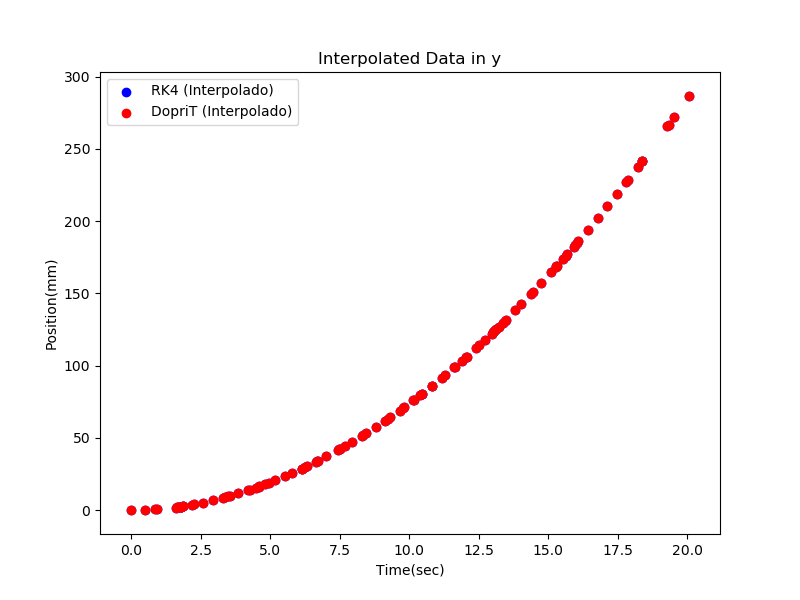 Interpolated Data in y
RK4 (Interpolado)
DopriT (Interpolado)
300
250
200
150
100
50
0
Position(mm)
0.0 2.5 5.0 7.5 10.0 12.5 15.0 17.5 20.0
Time(sec)